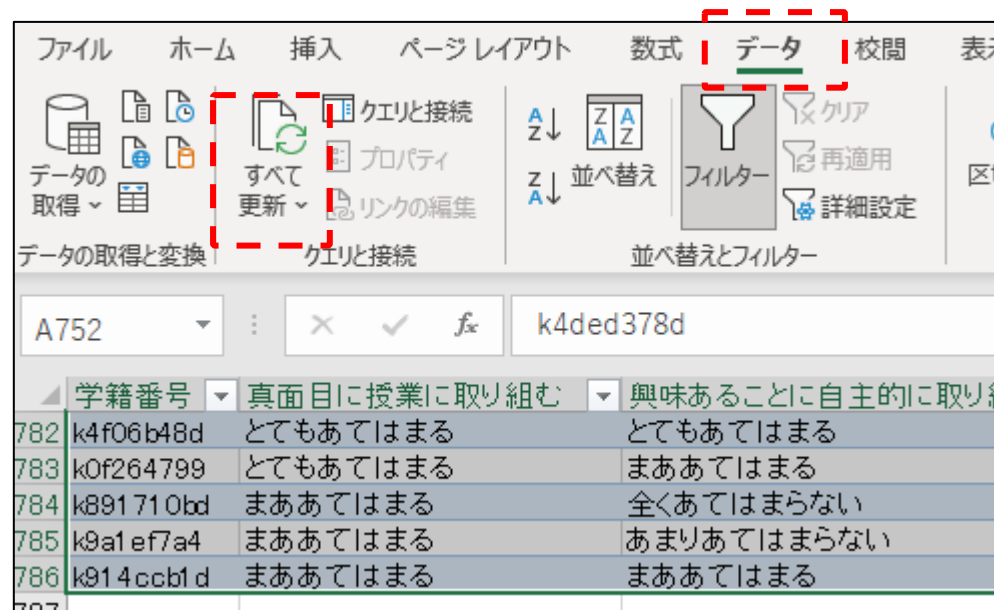 ファイル ホーム 挿入 ページ レイアウト 数式 データ 校閲
データの取得
すべて更新
クエリと接続
プロパティ
リンクの編集
並べ替え
フィルター
クリア
再適用
詳細設定
データの取得と変換 クエリと接続 並べ替えとフィルター
A752 fx k4ded378d
学籍番号 真面目に授業に取り組む 興味あることに自主的に取り
782 k4f06b48d とてもあてはまる とてもあてはまる
783 k0f264799 とてもあてはまる まああてはまる
784 k891710bd まああてはまる 全くあてはまらない
785 k9a1ef7a4 まああてはまる あまりあてはまらない
786 k914ccb1d まああてはまる まああてはまる